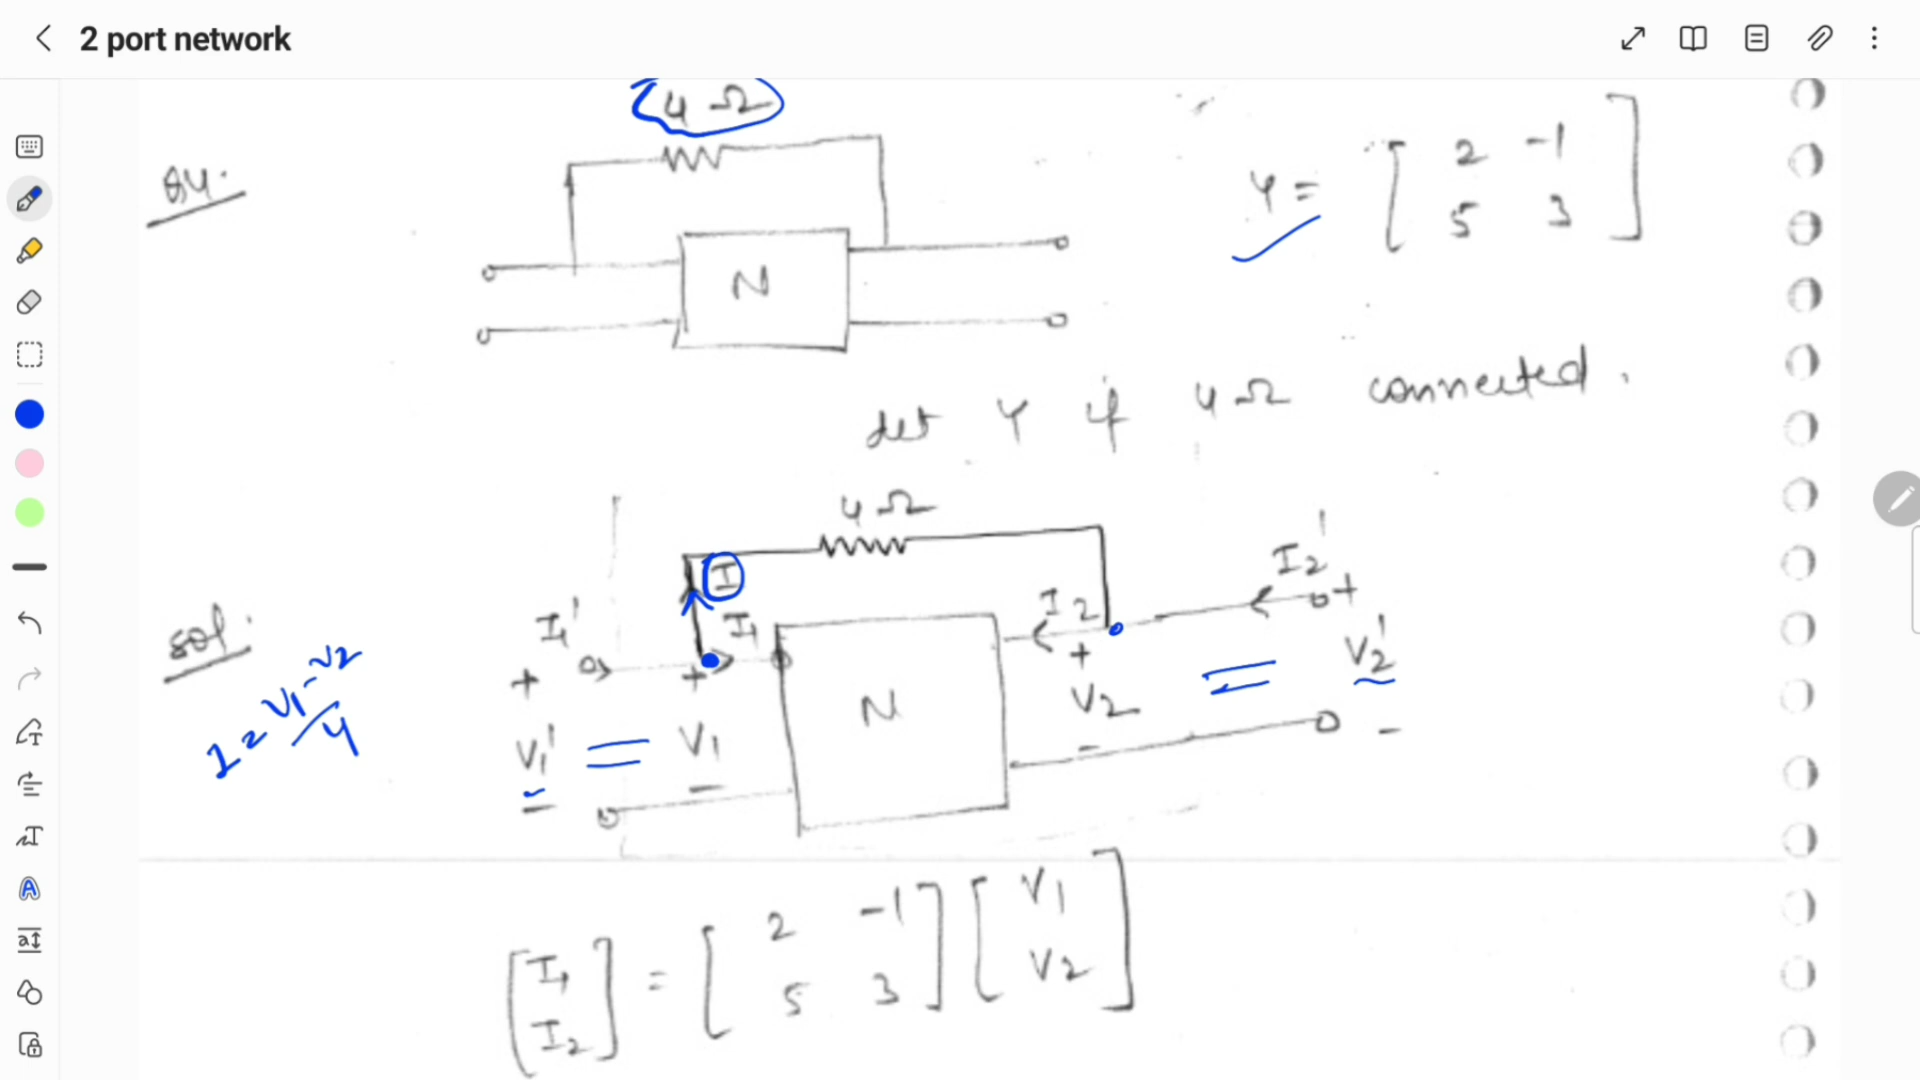 2 port network
4 Ω
Q4.
Y = [ 2 -1
5 3 ]
N
det Y if 4Ω connected.
4 Ω
sol.
I
I1'
I1
I2
I2'
+ + + +
V1' = V1
N
V2 = V2'
- - - -
I = V1-V2/4
[ I1
I2 ] = [ 2 -1
5 3 ] [ V1
V2 ]